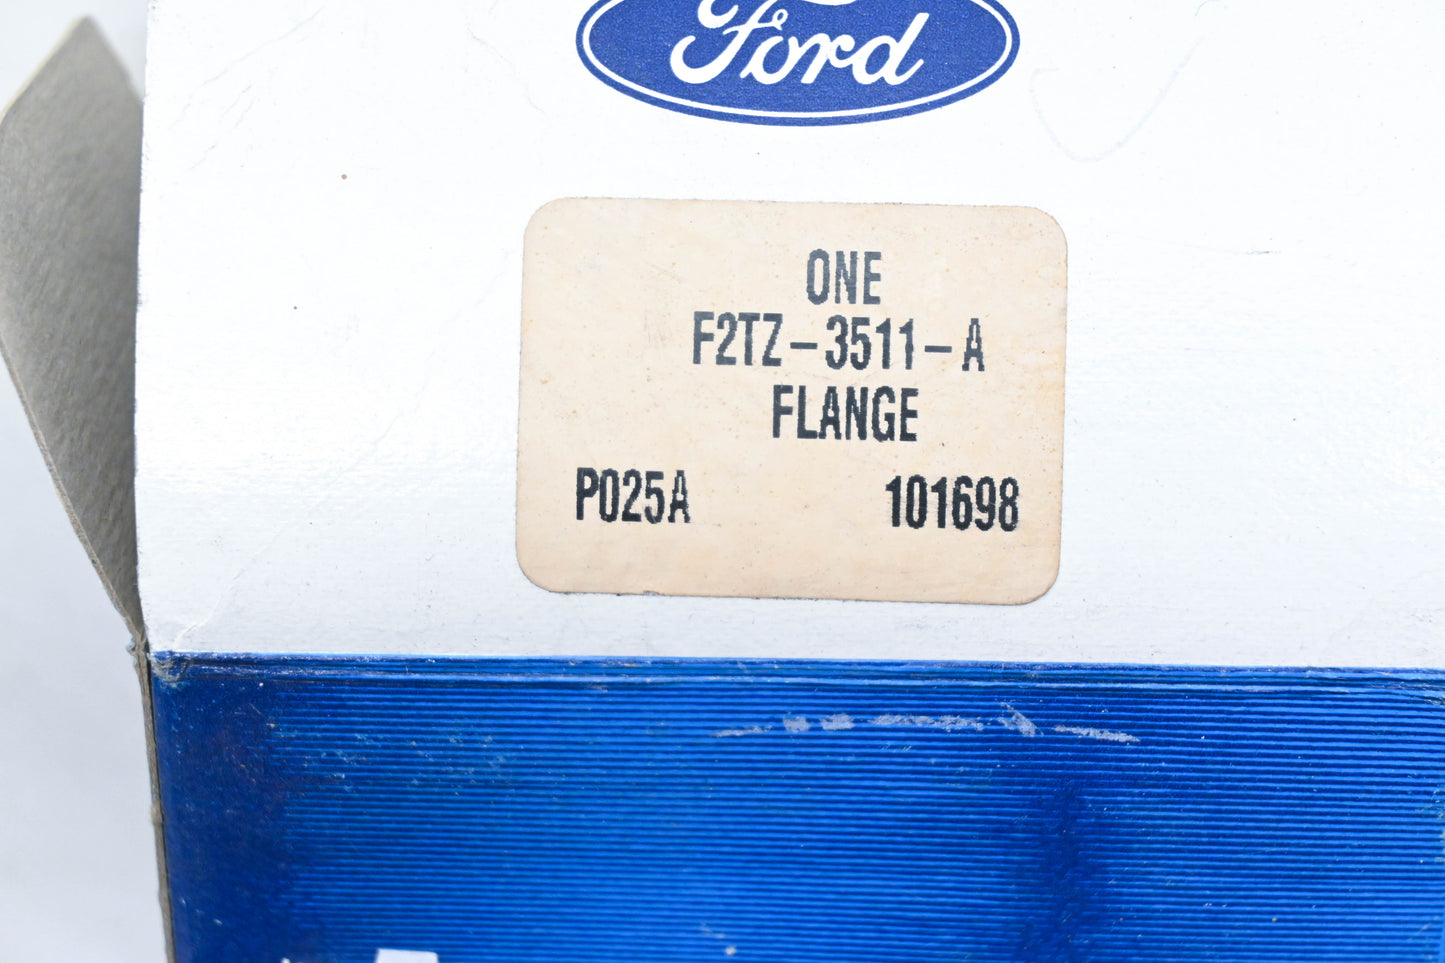 Ford
ONE
F2TZ-3511-A
FLANGE
P025A 101698